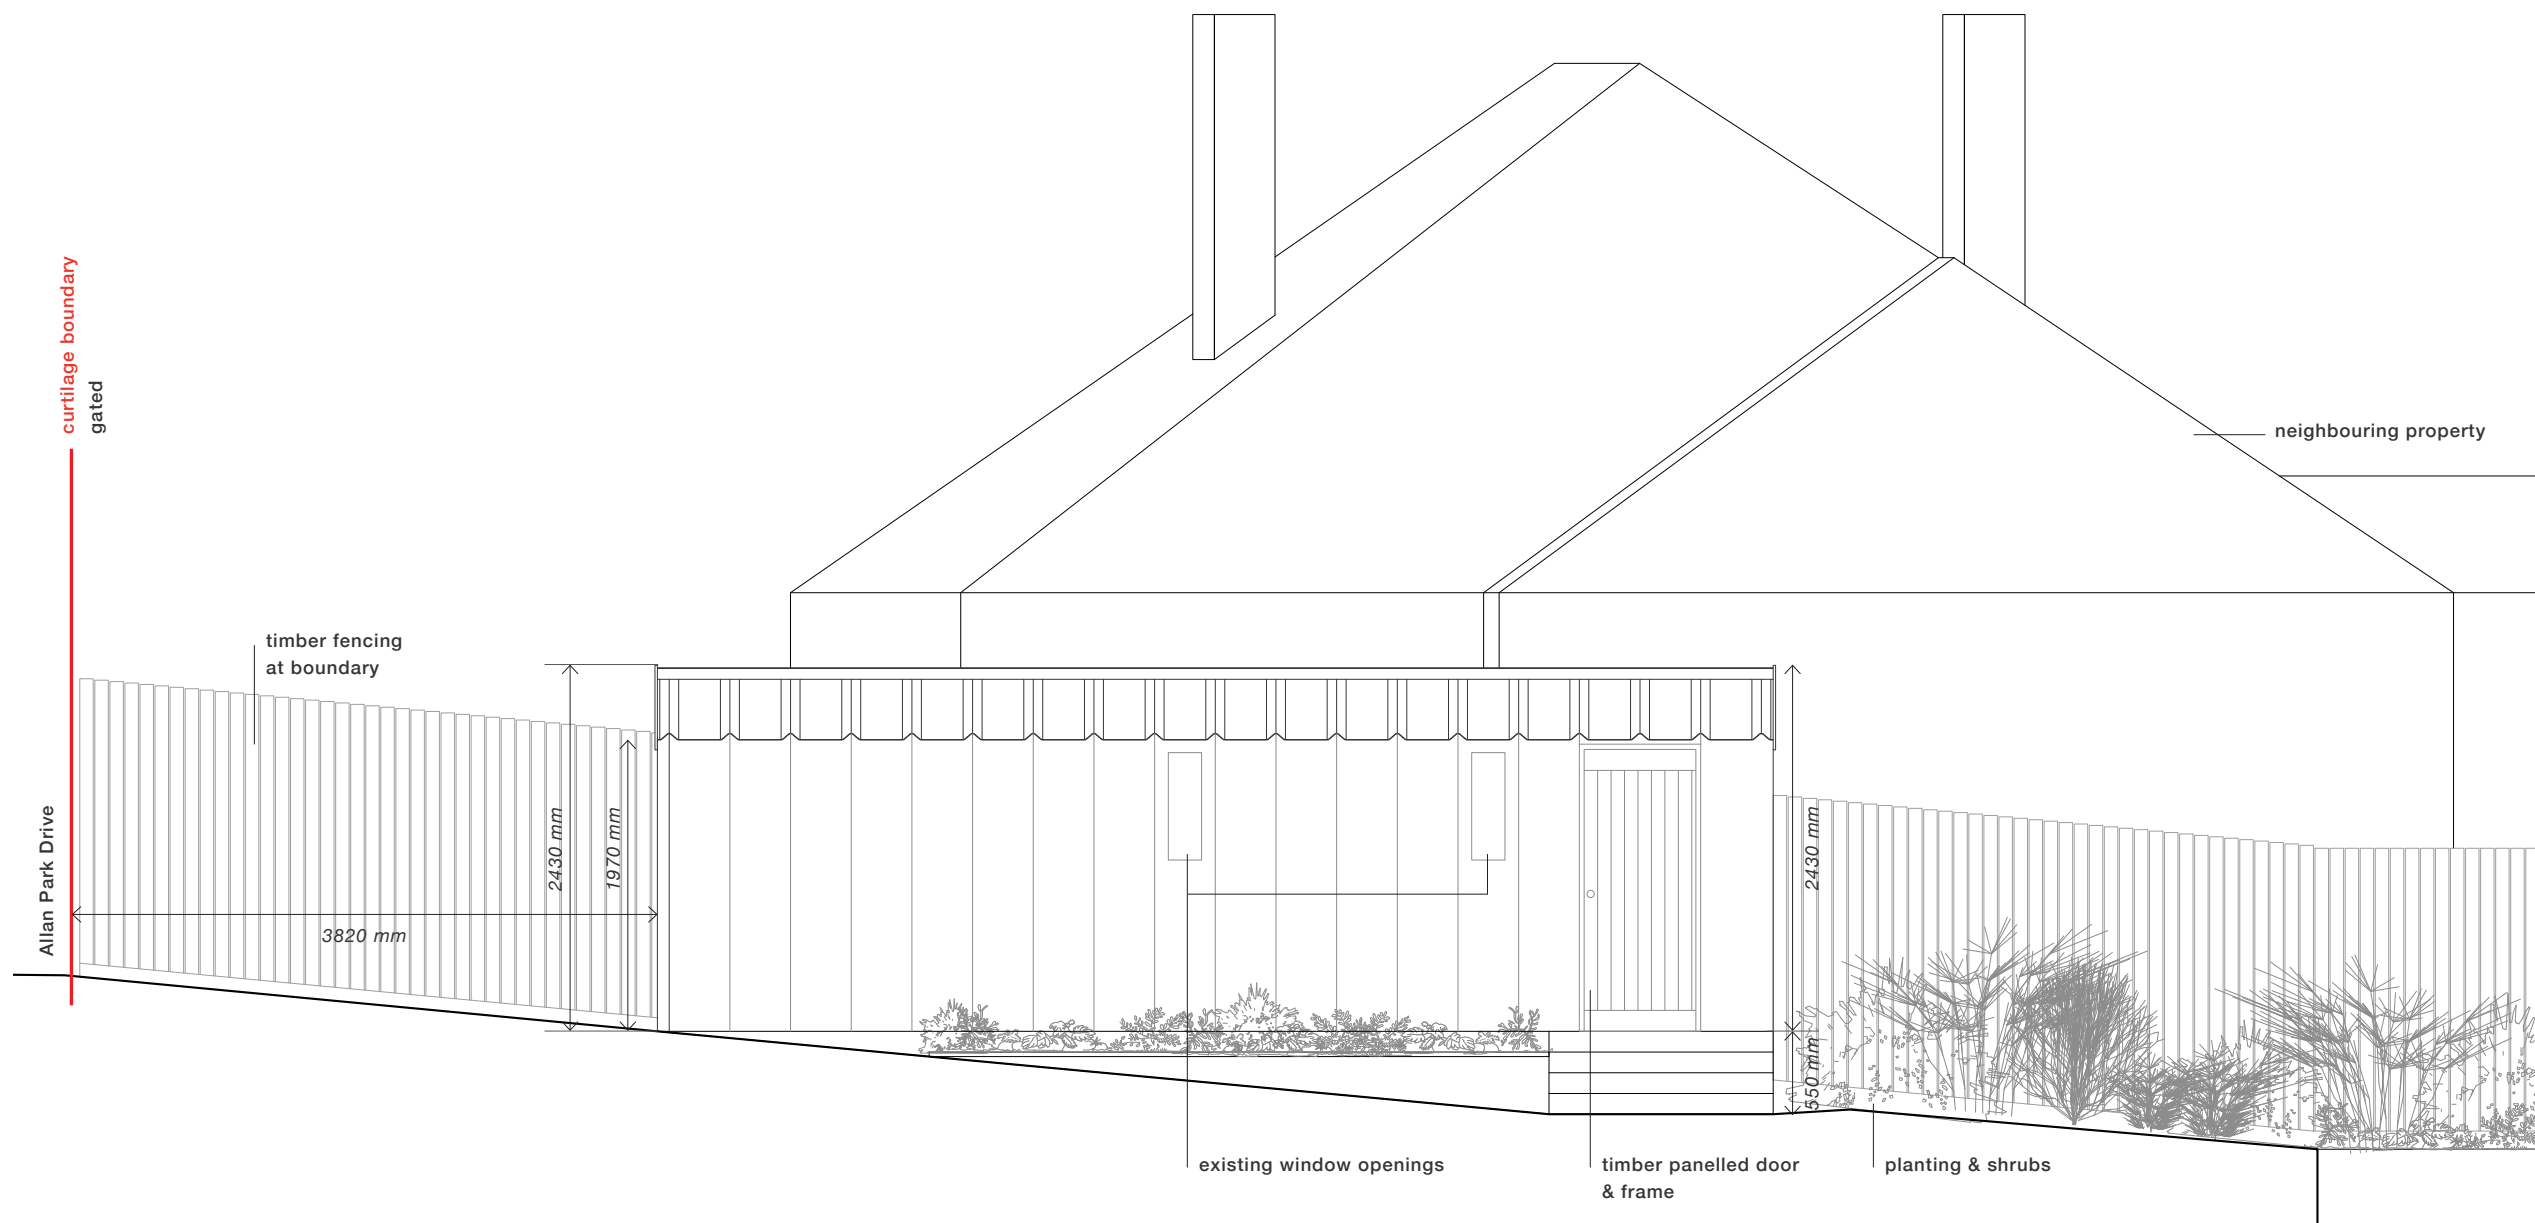 curtilage boundary
gated
neighbouring property
timber fencing
at boundary
Allan Park Drive
2430 mm
1970 mm
3820 mm
2430 mm
550 mm
existing window openings
timber panelled door
& frame
planting & shrubs